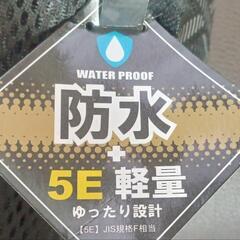 WATER PROOF
防水
+
5E 軽量
ゆったり設計
【5E】JIS規格F相当